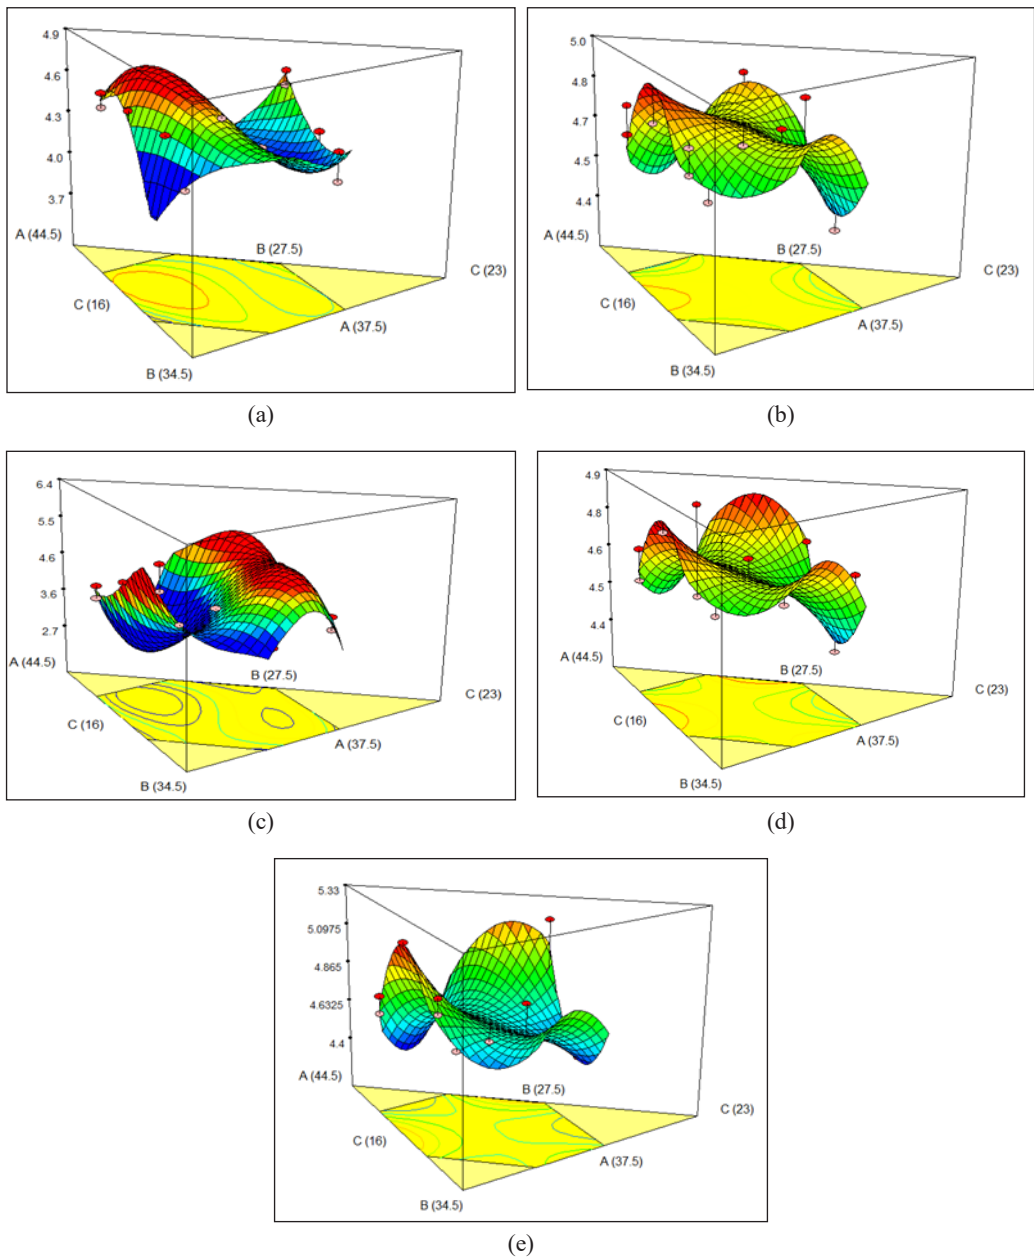 4.9
4.6
4.3
4.0
3.7
A (44.5)
B (27.5)
C (23)
C (16)
A (37.5)
B (34.5)
(a)
5.0
4.8
4.7
4.5
4.4
A (44.5)
B (27.5)
C (23)
C (16)
A (37.5)
B (34.5)
(b)
6.4
5.5
4.6
3.6
2.7
A (44.5)
B (27.5)
C (23)
C (16)
A (37.5)
B (34.5)
(c)
4.9
4.8
4.6
4.5
4.4
A (44.5)
B (27.5)
C (23)
C (16)
A (37.5)
B (34.5)
(d)
5.33
5.0975
4.865
4.6325
4.4
A (44.5)
B (27.5)
C (23)
C (16)
A (37.5)
B (34.5)
(e)